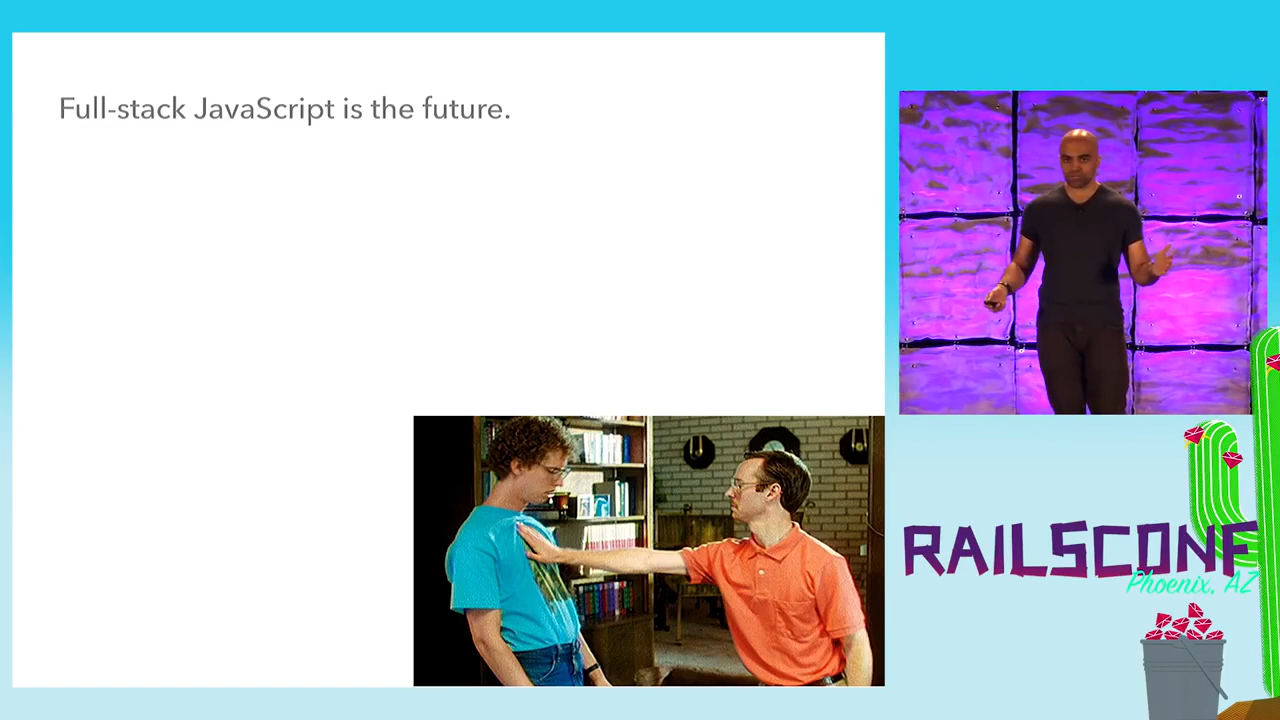 Full-stack JavaScript is the future.
RAILSCONF
Phoenix, AZ